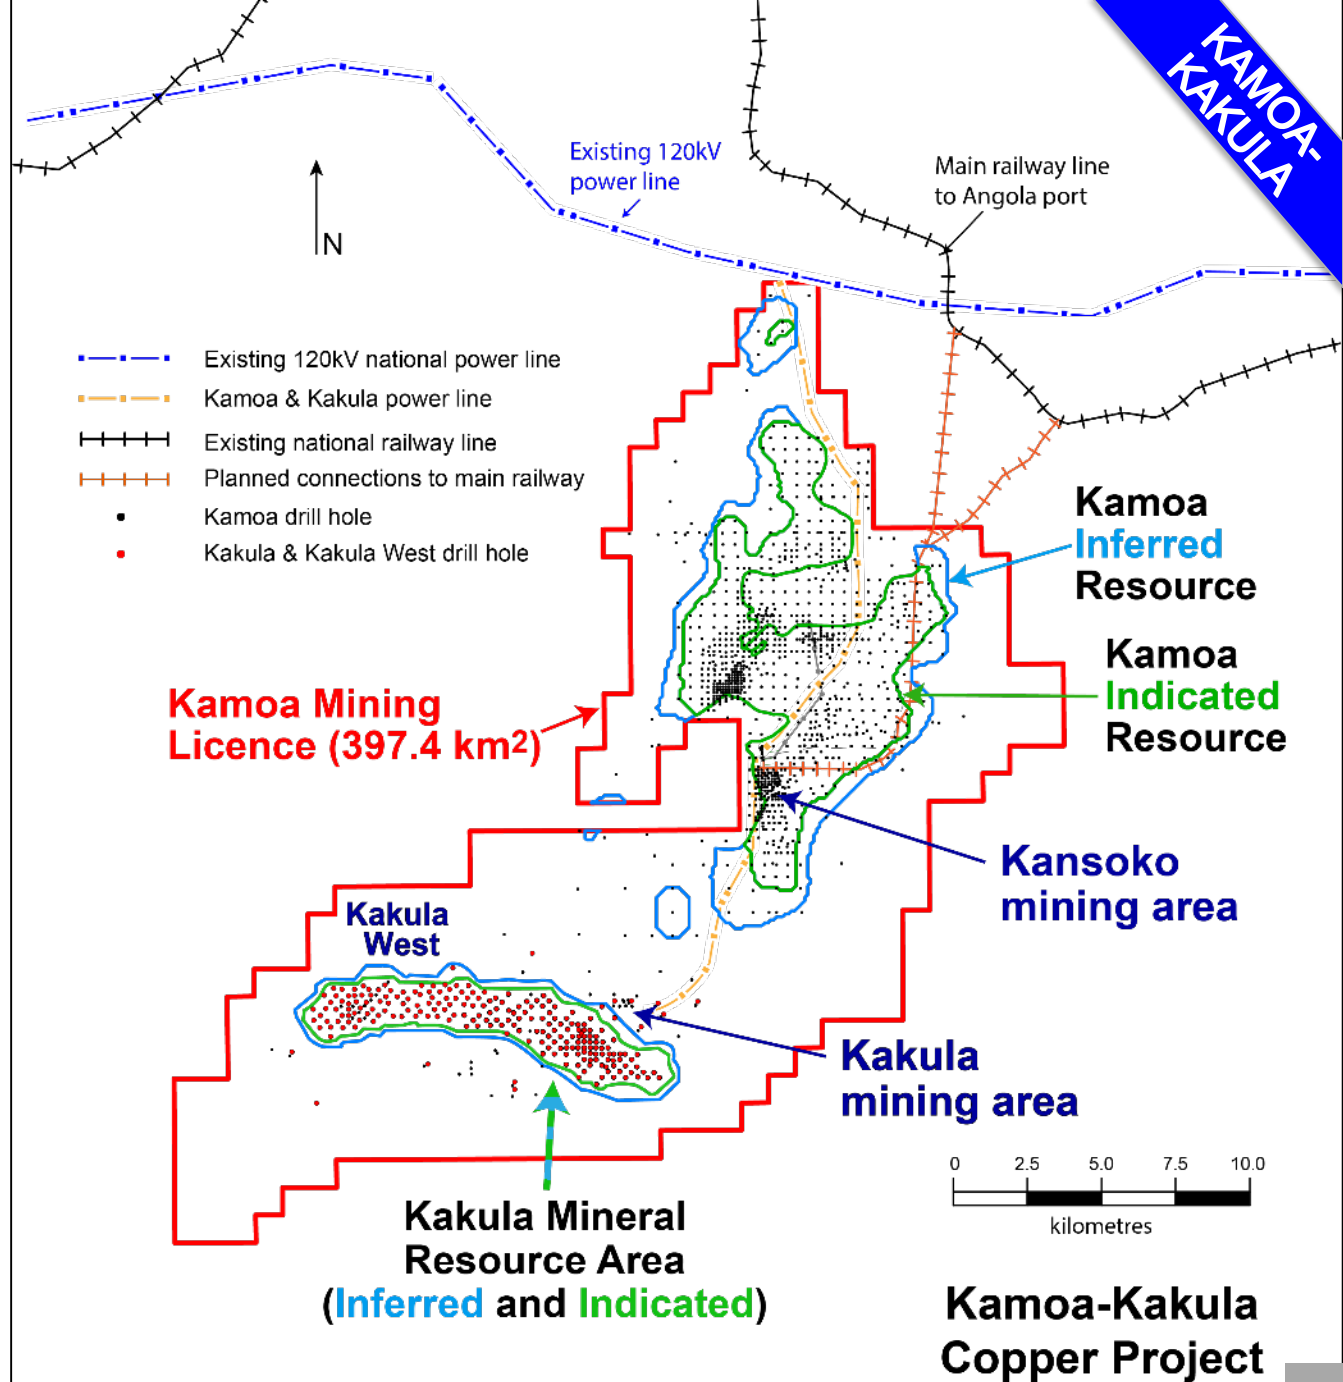 KAMOA-
KAKULA
Existing 120kV
power line
Main railway line
to Angola port
N
Existing 120kV national power line
Kamoa & Kakula power line
Existing national railway line
Planned connections to main railway
Kamoa drill hole
Kakula & Kakula West drill hole
Kamoa
Inferred
Resource
Kamoa
Indicated
Resource
Kamoa Mining
Licence (397.4 km²)
Kansoko
mining area
Kakula
West
Kakula
mining area
Kakula Mineral
Resource Area
(Inferred and Indicated)
0 2.5 5.0 7.5 10.0
kilometres
Kamoa-Kakula
Copper Project